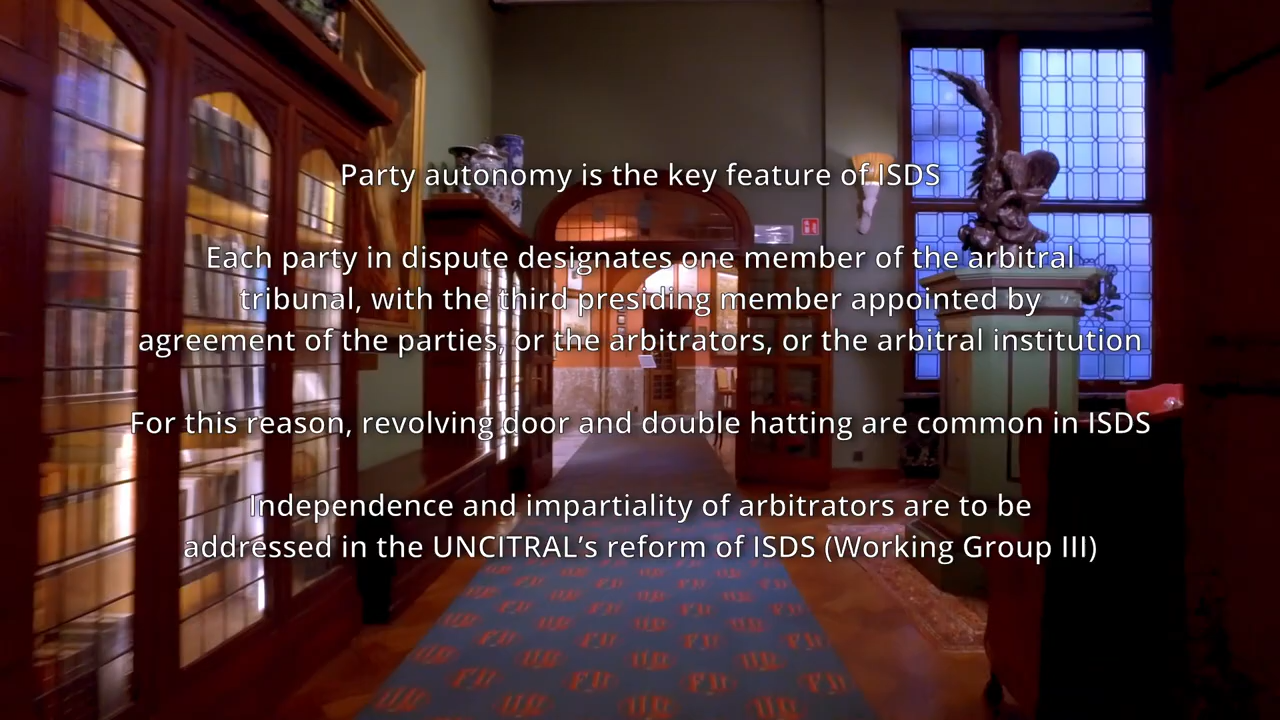 Party autonomy is the key feature of ISDS
Each party in dispute designates one member of the arbitral
tribunal, with the third presiding member appointed by
agreement of the parties, or the arbitrators, or the arbitral institution
For this reason, revolving door and double hatting are common in ISDS
Independence and impartiality of arbitrators are to be
addressed in the UNCITRAL’s reform of ISDS (Working Group III)